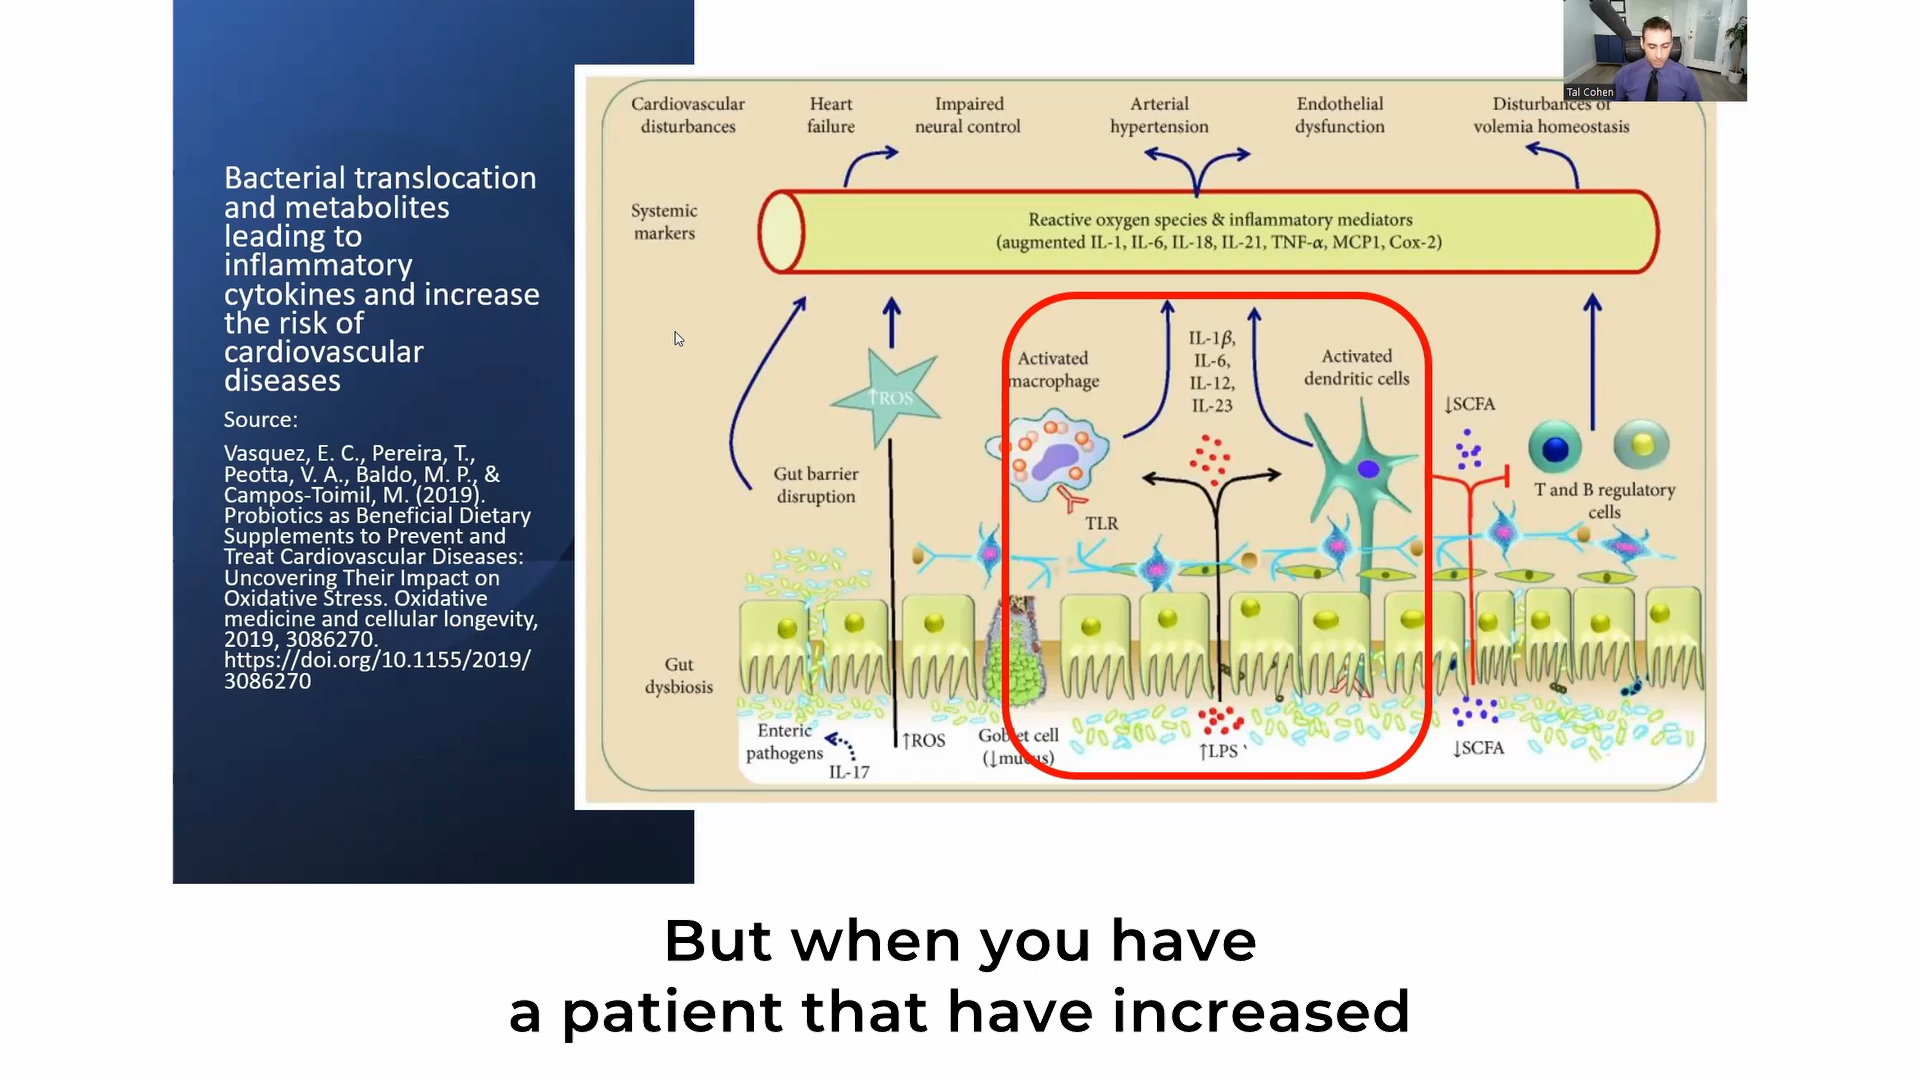 Bacterial translocation
and metabolites
leading to
inflammatory
cytokines and increase
the risk of
cardiovascular
diseases
Source:
Vasquez, E. C., Pereira, T.,
Peotta, V. A., Baldo, M. P., &
Campos-Toimil, M. (2019).
Probiotics as Beneficial Dietary
Supplements to Prevent and
Treat Cardiovascular Diseases:
Uncovering Their Impact on
Oxidative Stress. Oxidative
medicine and cellular longevity,
2019, 3086270.
https://doi.org/10.1155/2019/
3086270
Tal Cohen
Cardiovascular
disturbances
Heart
failure
Impaired
neural control
Arterial
hypertension
Endothelial
dysfunction
Disturbances of
volemia homeostasis
Systemic
markers
Reactive oxygen species & inflammatory mediators
(augmented IL-1, IL-6, IL-18, IL-21, TNF-α, MCP1, Cox-2)
↑ROS
Gut barrier
disruption
Activated
macrophage
IL-1β,
IL-6,
IL-12,
IL-23
Activated
dendritic cells
↓SCFA
TLR
T and B regulatory
cells
Gut
dysbiosis
Enteric
pathogens
IL-17
↑ROS
Goblet cell
(↓mucus)
↑LPS
↓SCFA
But when you have
a patient that have increased